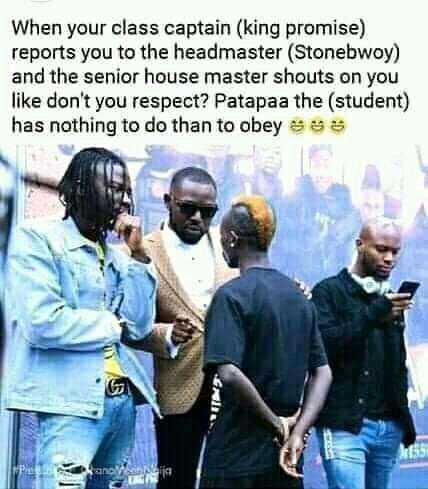 When your class captain (king promise)
reports you to the headmaster (Stonebwoy)
and the senior house master shouts on you
like don't you respect? Patapaa the (student)
has nothing to do than to obey 😄😄😄